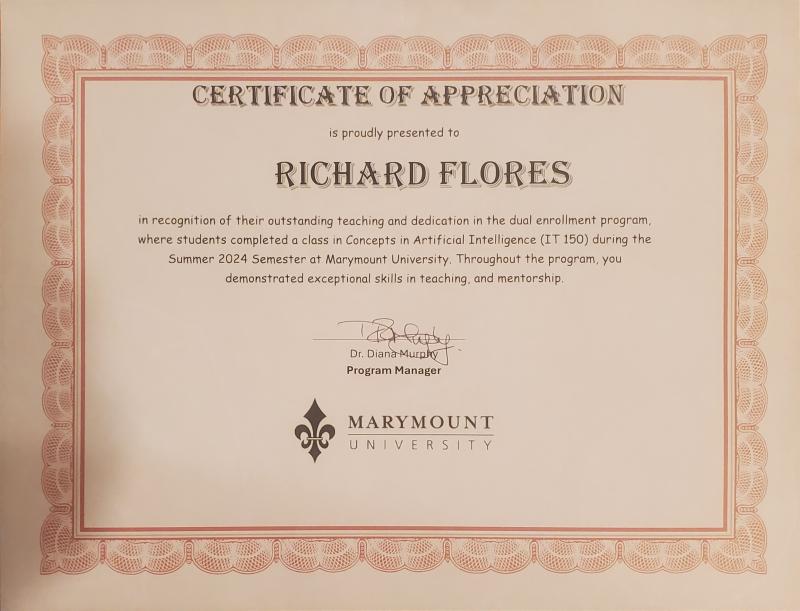 CERTIFICATE OF APPRECIATION
is proudly presented to
RICHARD FLORES
in recognition of their outstanding teaching and dedication in the dual enrollment program,
where students completed a class in Concepts in Artificial Intelligence (IT 150) during the
Summer 2024 Semester at Marymount University. Throughout the program, you
demonstrated exceptional skills in teaching, and mentorship.
Dr. Diana Murphy
Program Manager
MARYMOUNT
UNIVERSITY